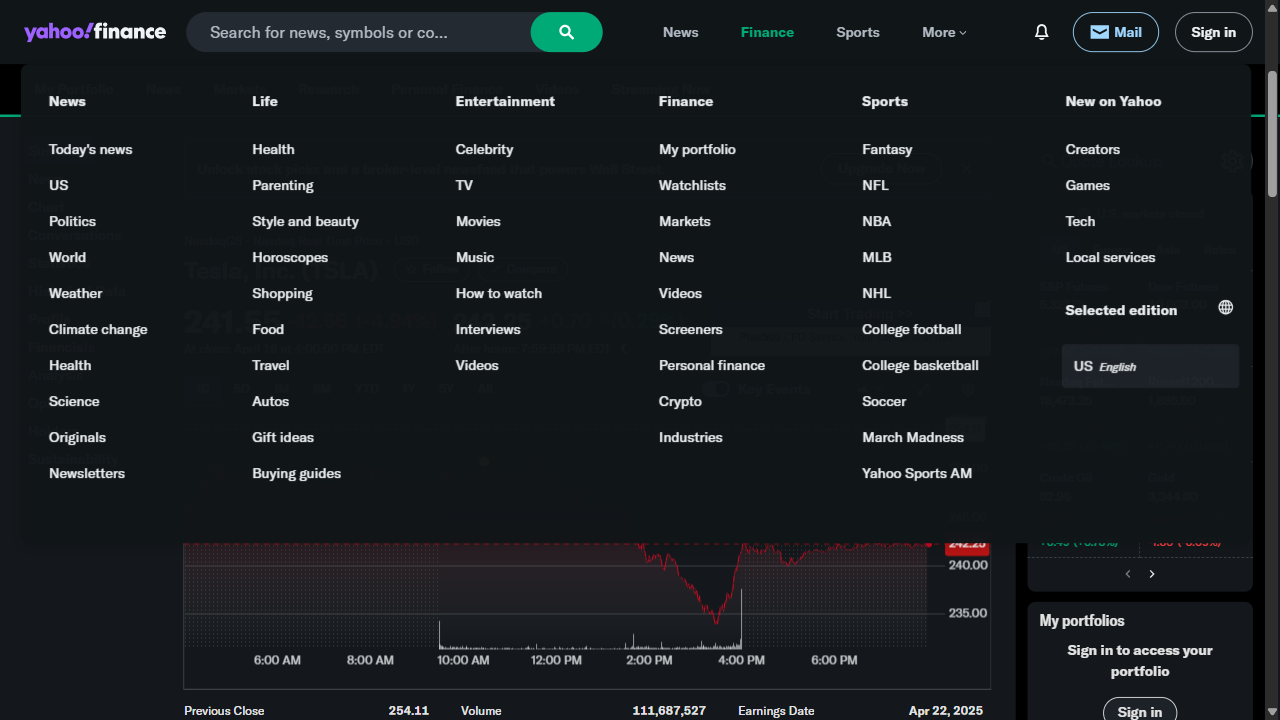 yahoo!finance
Search for news, symbols or co...
News
Finance
Sports
More
Mail
Sign in
News
Life
Entertainment
Finance
Sports
New on Yahoo
Today's news
Health
Celebrity
My portfolio
Fantasy
Creators
US
Parenting
TV
Watchlists
NFL
Games
Politics
Style and beauty
Movies
Markets
NBA
Tech
World
Horoscopes
Music
News
MLB
Local services
Weather
Shopping
How to watch
Videos
NHL
Selected edition
Climate change
Food
Interviews
Screeners
College football
Health
Travel
Videos
Personal finance
College basketball
US English
Science
Autos
Crypto
Soccer
Originals
Gift ideas
Industries
March Madness
Newsletters
Buying guides
Yahoo Sports AM
Tesla, Inc. (TSLA)
241.55
242.25
240.00
235.00
6:00 AM
8:00 AM
10:00 AM
12:00 PM
2:00 PM
4:00 PM
6:00 PM
Previous Close
254.11
Volume
111,687,527
Earnings Date
Apr 22, 2025
My portfolios
Sign in to access your
portfolio
Sign in